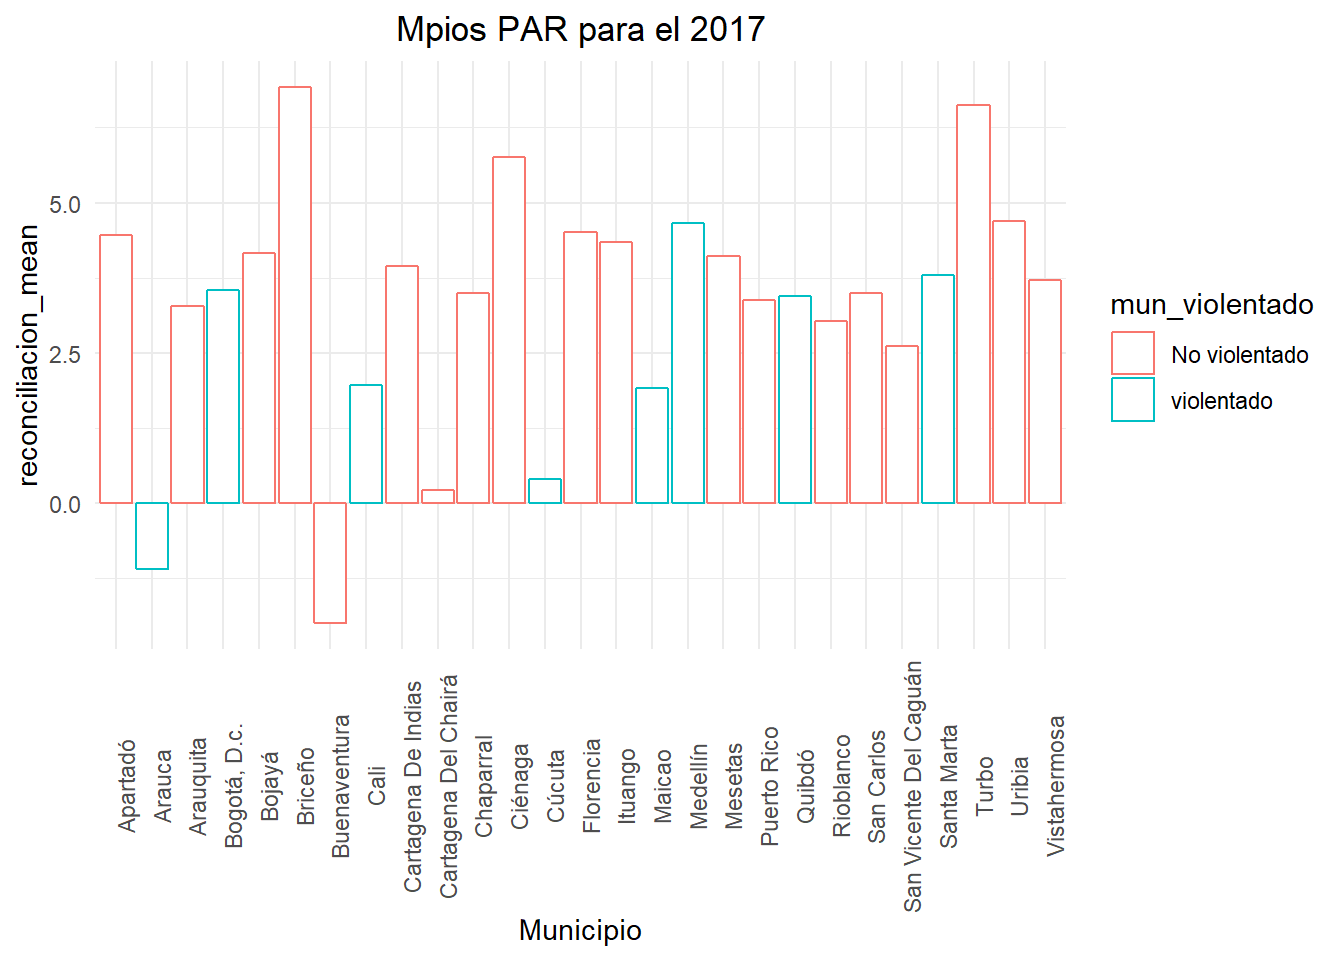 Mpios PAR para el 2017
reconciliacion_mean
5.0
2.5
0.0
Apartadó
Arauca
Arauquita
Bogotá, D.c.
Bojayá
Briceño
Buenaventura
Cali
Cartagena De Indias
Cartagena Del Chairá
Chaparral
Ciénaga
Cúcuta
Florencia
Ituango
Maicao
Medellín
Mesetas
Puerto Rico
Quibdó
Rioblanco
San Carlos
San Vicente Del Caguán
Santa Marta
Turbo
Uribia
Vistahermosa
Municipio
mun_violentado
No violentado
violentado